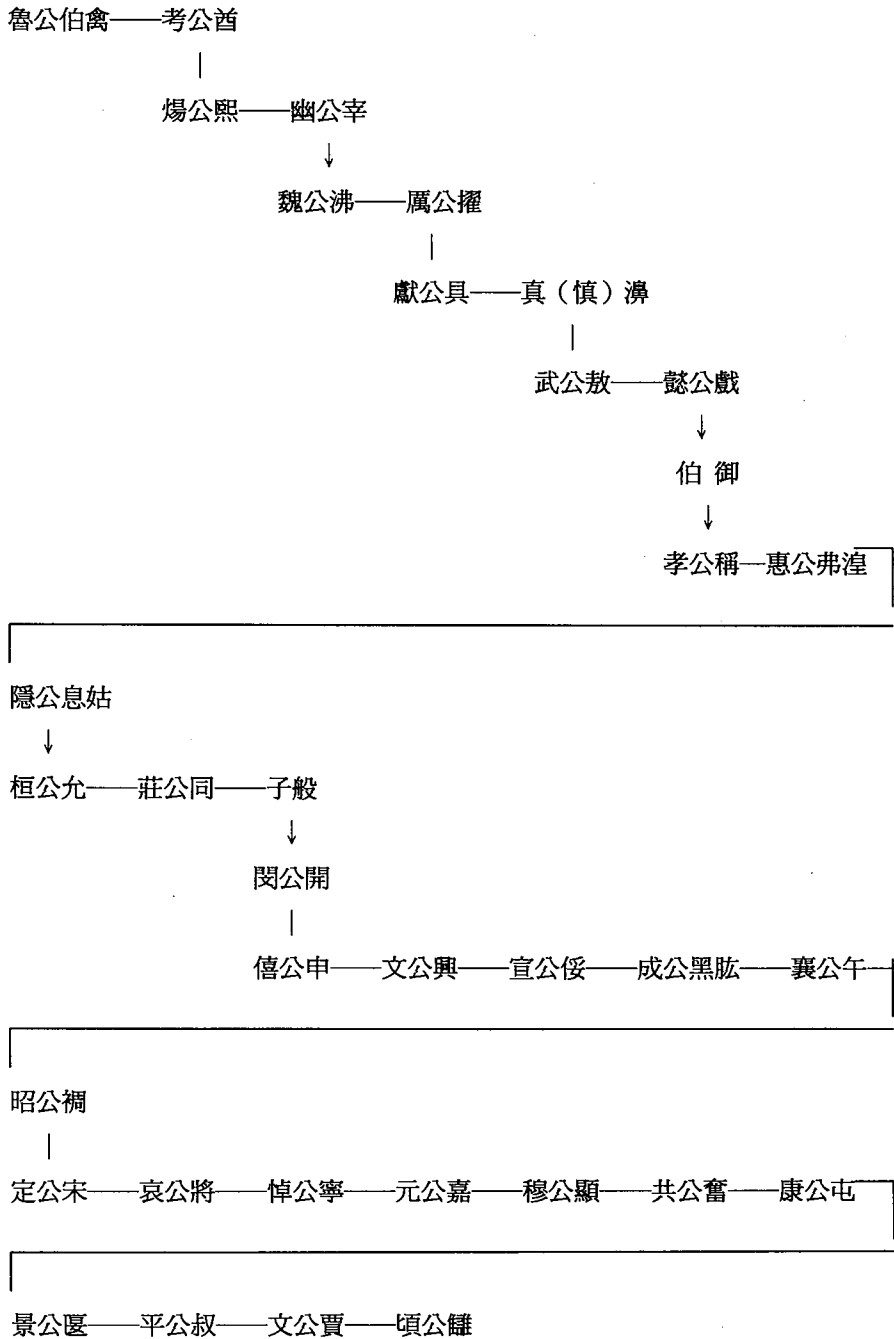 魯公伯禽——考公酋
煬公熙——幽公宰
魏公沸——厲公擢
獻公具——真（慎）濞
武公敖——懿公戲
伯御
孝公稱—惠公弗湟
隱公息姑
桓公允——莊公同——子般
閔公開
僖公申——文公興——宣公俀——成公黑肱——襄公午
昭公裯
定公宋——哀公將——悼公寧——元公嘉——穆公顯——共公奮——康公屯
景公匽——平公叔——文公賈——頃公讎